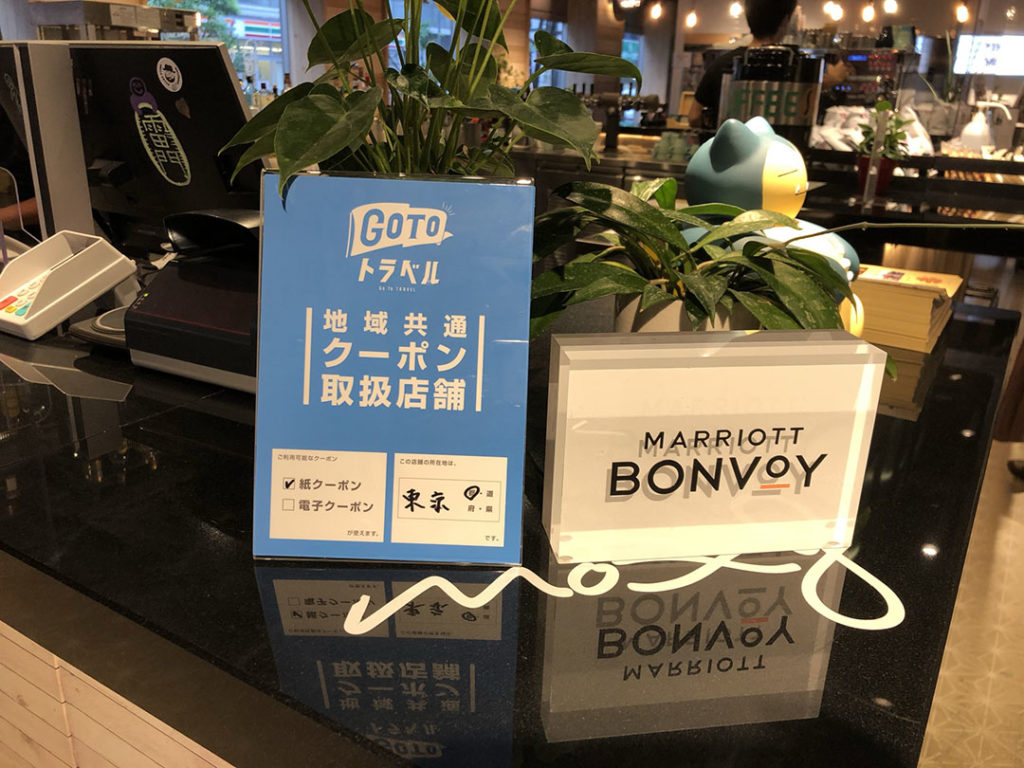 GOTO
トラベル
Go To TRAVEL
地域共通
クーポン
取扱店舗
ご利用可能なクーポン
✔紙クーポン
□電子クーポン
が使えます。
この店舗の所在地は、
東京 都・道
府・県
です。
MARRIOTT
BONVOY
moxy